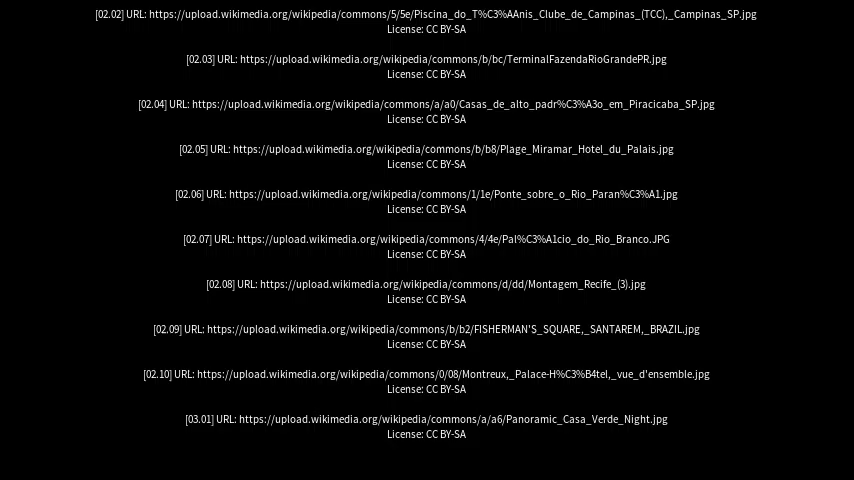 [02.02] URL: https://upload.wikimedia.org/wikipedia/commons/5/5e/Piscina_do_T%C3%AAnis_Clube_de_Campinas_(TCC),_Campinas_SP.jpg
License: CC BY-SA
[02.03] URL: https://upload.wikimedia.org/wikipedia/commons/b/bc/TerminalFazendaRioGrandePR.jpg
License: CC BY-SA
[02.04] URL: https://upload.wikimedia.org/wikipedia/commons/a/a0/Casas_de_alto_padr%C3%A3o_em_Piracicaba_SP.jpg
License: CC BY-SA
[02.05] URL: https://upload.wikimedia.org/wikipedia/commons/b/b8/Plage_Miramar_Hotel_du_Palais.jpg
License: CC BY-SA
[02.06] URL: https://upload.wikimedia.org/wikipedia/commons/1/1e/Ponte_sobre_o_Rio_Paran%C3%A1.jpg
License: CC BY-SA
[02.07] URL: https://upload.wikimedia.org/wikipedia/commons/4/4e/Pal%C3%A1cio_do_Rio_Branco.JPG
License: CC BY-SA
[02.08] URL: https://upload.wikimedia.org/wikipedia/commons/d/dd/Montagem_Recife_(3).jpg
License: CC BY-SA
[02.09] URL: https://upload.wikimedia.org/wikipedia/commons/b/b2/FISHERMAN'S_SQUARE,_SANTAREM,_BRAZIL.jpg
License: CC BY-SA
[02.10] URL: https://upload.wikimedia.org/wikipedia/commons/0/08/Montreux,_Palace-H%C3%B4tel,_vue_d'ensemble.jpg
License: CC BY-SA
[03.01] URL: https://upload.wikimedia.org/wikipedia/commons/a/a6/Panoramic_Casa_Verde_Night.jpg
License: CC BY-SA